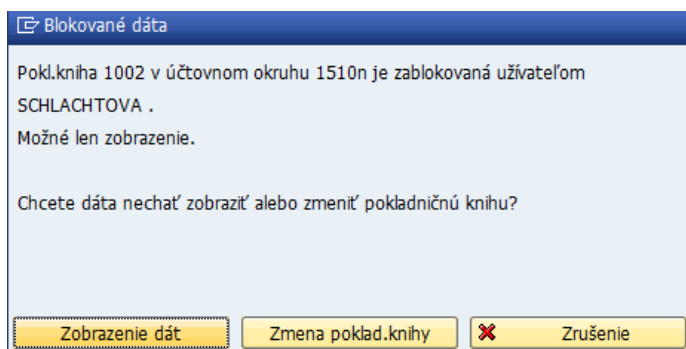 Blokované dáta
Pokl.kniha 1002 v účtovnom okruhu 1510n je zablokovaná užívateľom
SCHLACHTOVA .
Možné len zobrazenie.
Chcete dáta nechať zobraziť alebo zmeniť pokladničnú knihu?
Zobrazenie dát
Zmena poklad.knihy
Zrušenie